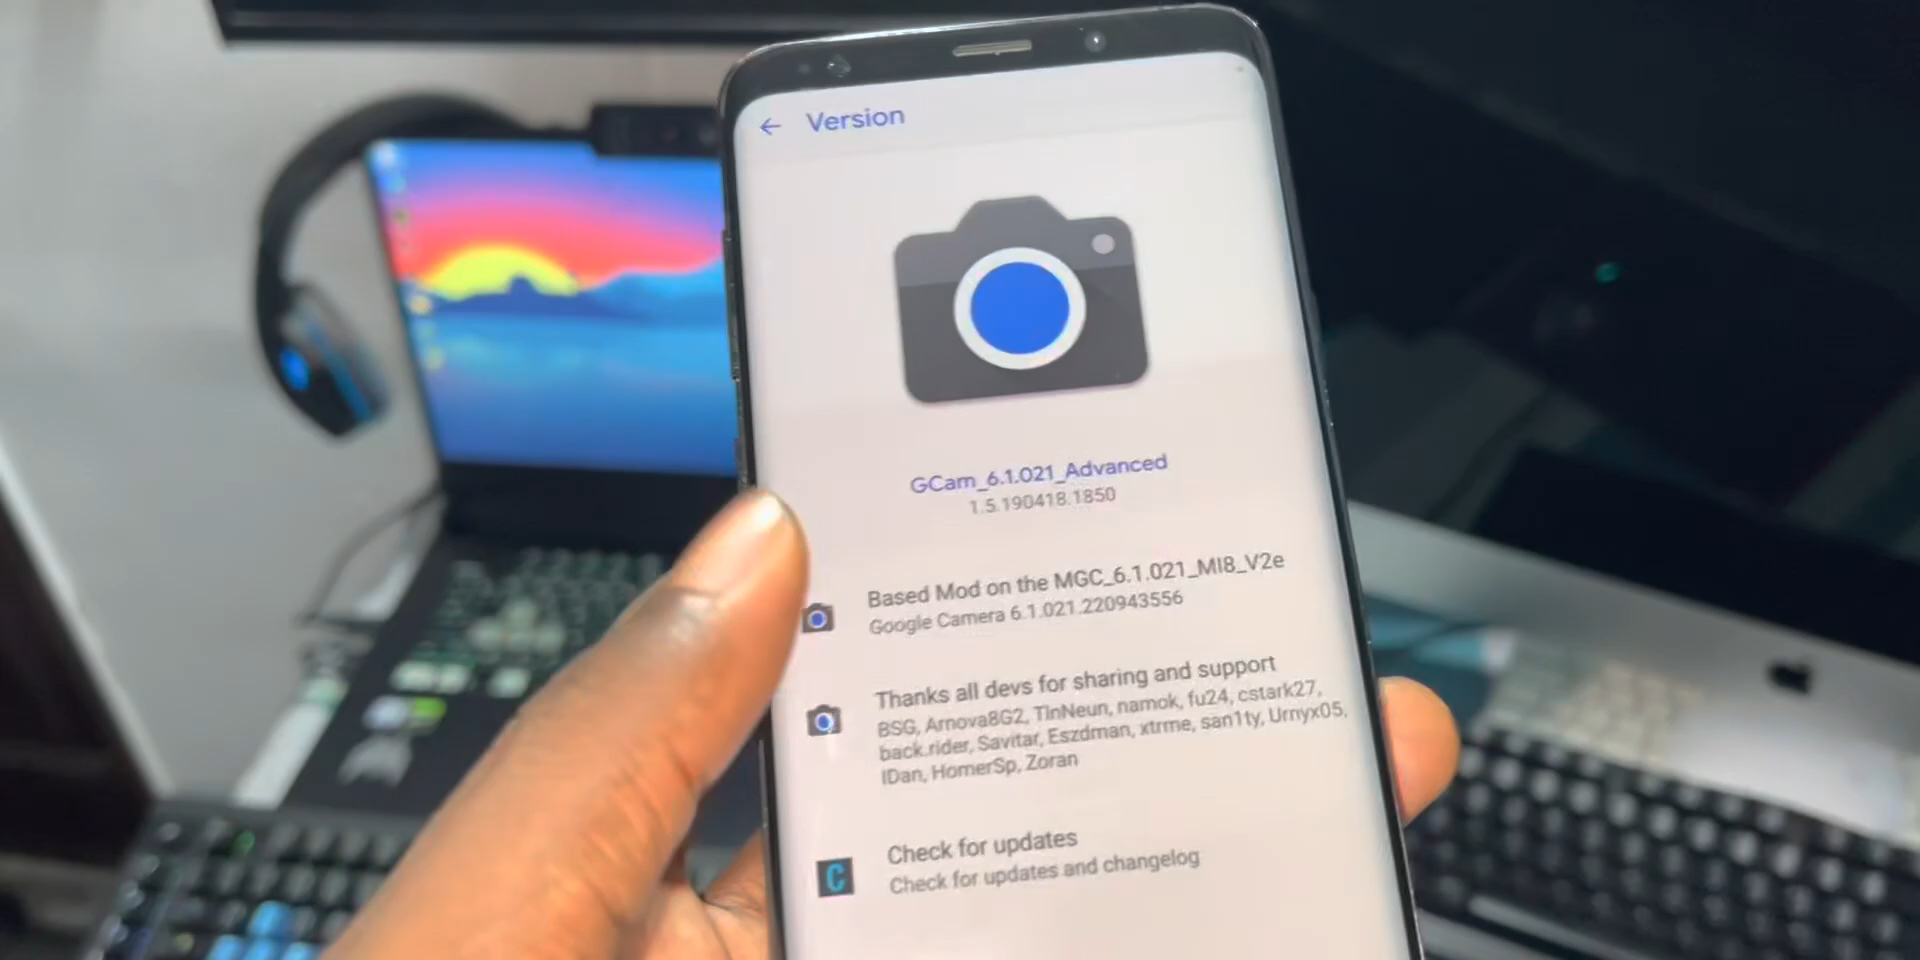 Version
GCam_6.1.021_Advanced
1.5.190418.1850
Based Mod on the MGC_6.1.021_MI8_V2e
Google Camera 6.1.021.220943556
Thanks all devs for sharing and support
BSG, Arnova8G2, TlnNeun, namok, fu24, cstark27,
back.rider, Savitar, Eszdman, xtrme, san1ty, Urnyx05,
IDan, HomerSp, Zoran
Check for updates
C
Check for updates and changelog